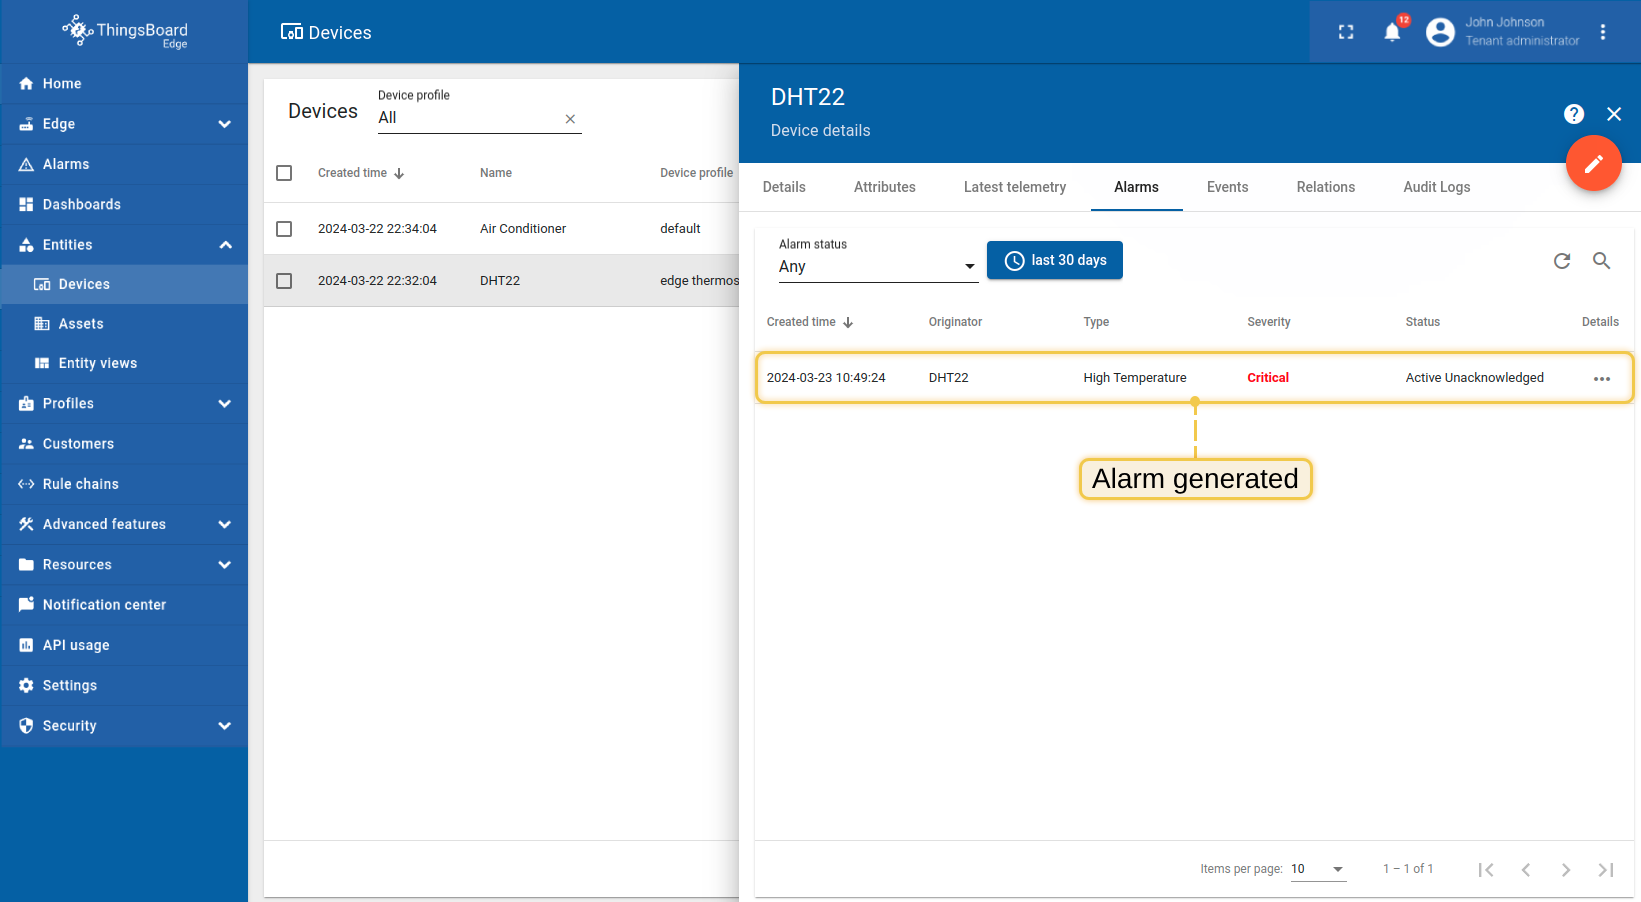 ThingsBoard
Edge
Devices
12
John Johnson
Tenant administrator
Home
Edge
Alarms
Dashboards
Entities
Devices
Assets
Entity views
Profiles
Customers
Rule chains
Advanced features
Resources
Notification center
API usage
Settings
Security
Devices
Device profile
All
Created time Name Device profile
2024-03-22 22:34:04 Air Conditioner default
2024-03-22 22:32:04 DHT22 edge thermos
DHT22
Device details
?
Details Attributes Latest telemetry Alarms Events Relations Audit Logs
Alarm status
Any
last 30 days
Created time Originator Type Severity Status Details
2024-03-23 10:49:24 DHT22 High Temperature Critical Active Unacknowledged
Alarm generated
Items per page: 10 1 – 1 of 1